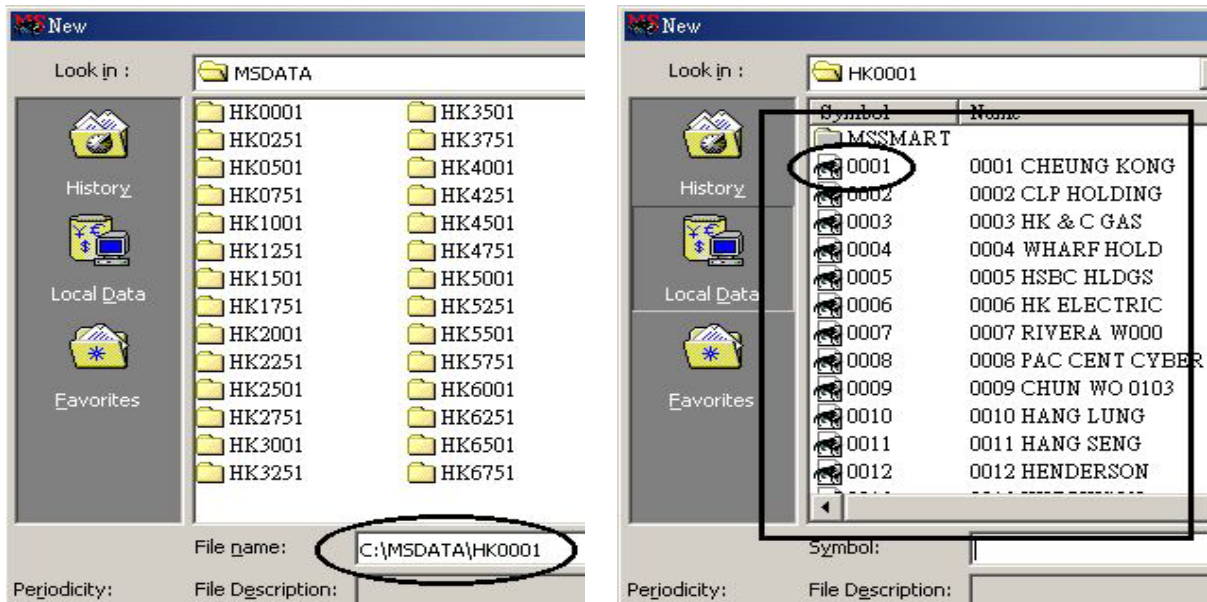 MS New
Look in :
MSDATA
HK0001 HK3501
HK0251 HK3751
HK0501 HK4001
HK0751 HK4251
HK1001 HK4501
HK1251 HK4751
HK1501 HK5001
HK1751 HK5251
HK2001 HK5501
HK2251 HK5751
HK2501 HK6001
HK2751 HK6251
HK3001 HK6501
HK3251 HK6751
History
Local Data
Favorites
File name: C:\MSDATA\HK0001
Periodicity: File Description:
MS New
Look in :
HK0001
Symbol Name
MSSMART
0001 0001 CHEUNG KONG
0002 0002 CLP HOLDING
0003 0003 HK & C GAS
0004 0004 WHARF HOLD
0005 0005 HSBC HLDGS
0006 0006 HK ELECTRIC
0007 0007 RIVERA W000
0008 0008 PAC CENT CYBER
0009 0009 CHUN WO 0103
0010 0010 HANG LUNG
0011 0011 HANG SENG
0012 0012 HENDERSON
History
Local Data
Favorites
Symbol:
Periodicity: File Description: